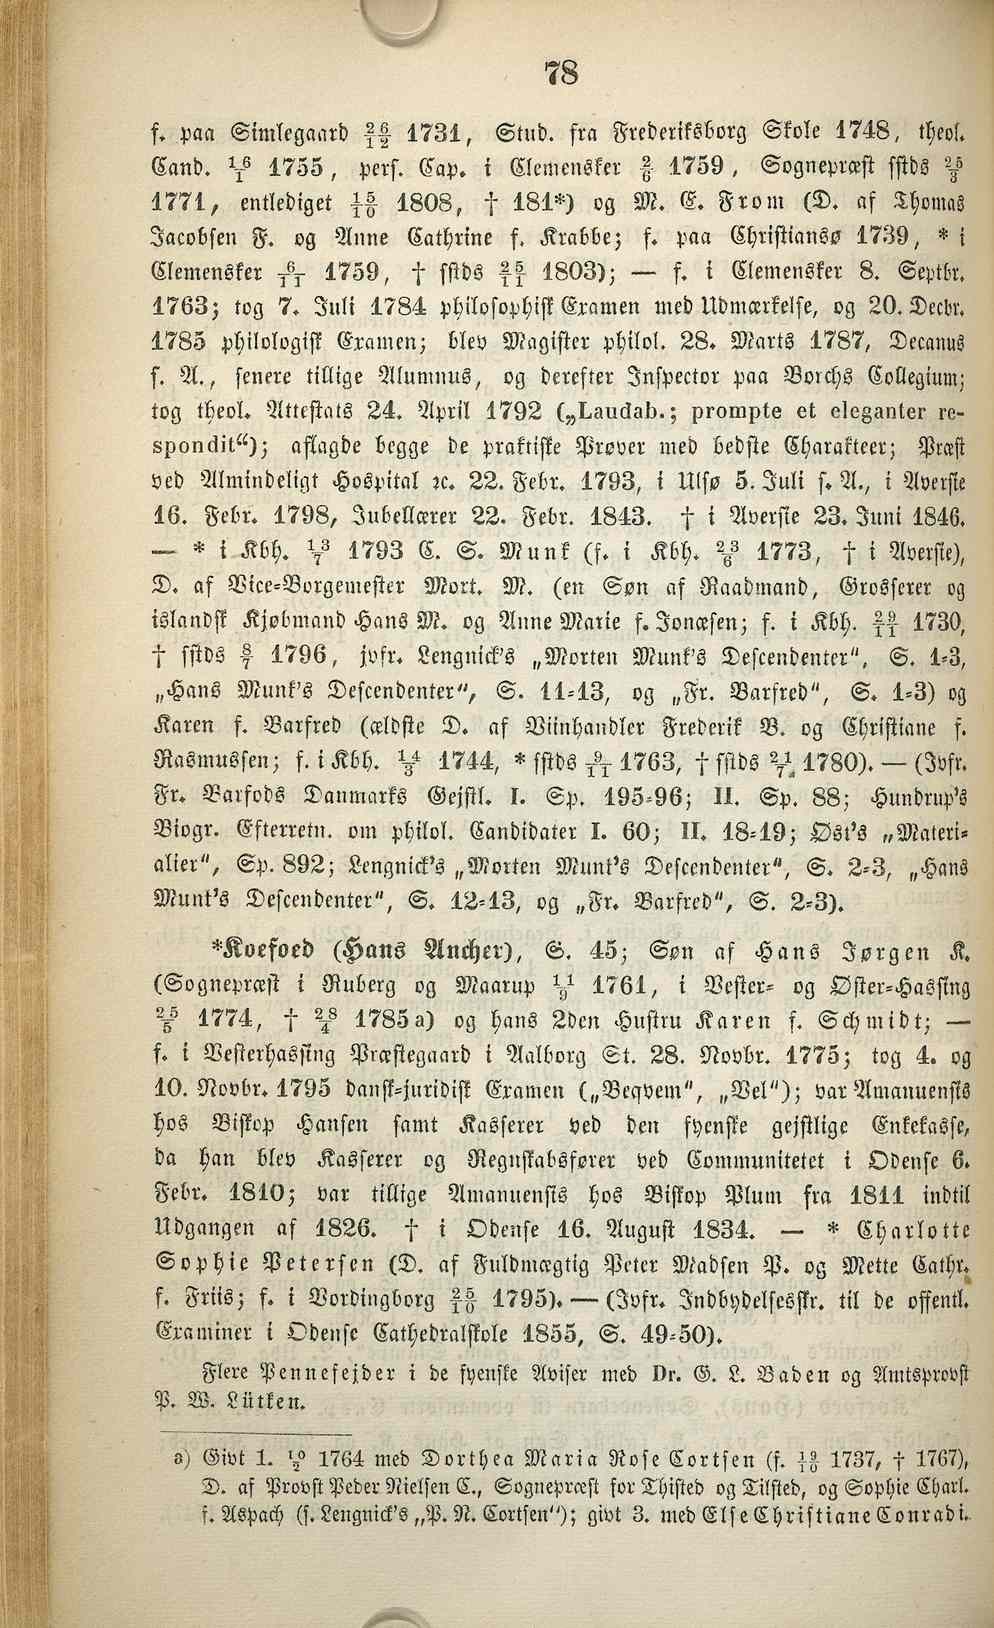 78
f. paa Simlegaard 26/12 1731, Stud. fra Frederiksborg Skole 1748, theol.
Cand. 16/1 1755, pers. Cap. i Clemensker 2/6 1759, Sognepræst sstds 25/3
1771, entlediget 15/10 1808, † 181*) og M. E. From (D. af Thomas
Jacobsen F. og Anne Cathrine f. Krabbe; f. paa Christiansø 1739, * i
Clemensker 6/11 1759, † sstds 25/11 1803); — f. i Clemensker 8. Septbr.
1763; tog 7. Juli 1784 philosophisk Examen med Udmærkelse, og 20. Decbr.
1785 philologisk Examen; blev Magister philol. 28. Marts 1787, Decanus
s. A., senere tillige Alumnus, og derefter Inspector paa Borchs Collegium;
tog theol. Attestats 24. April 1792 („Laudab.; prompte et eleganter re-
spondit“); aflagde begge de praktiske Prøver med bedste Charakteer; Præst
ved Almindeligt Hospital ꝛc. 22. Febr. 1793, i Ulsø 5. Juli s. A., i Aversie
16. Febr. 1798, Jubellærer 22. Febr. 1843. † i Aversie 23. Juni 1846.
— * i Kbh. 13/7 1793 C. S. Munk (f. i Kbh. 23/6 1773, † i Aversie),
D. af Vice-Borgemester Mort. M. (en Søn af Raadmand, Grosserer og
islandsk Kjøbmand Hans M. og Anne Marie f. Jonæsen; f. i Kbh. 29/11 1730,
† sstds 8/7 1796, jvfr. Lengnick's „Morten Munk's Descendenter“, S. 1-3,
„Hans Munk's Descendenter“, S. 11-13, og „Fr. Barfred“, S. 1-3) og
Karen f. Barfred (ældste D. af Viinhandler Frederik B. og Christiane f.
Rasmussen; f. i Kbh. 14/3 1744, * sstds 9/11 1763, † sstds 21/7 1780). — (Jvfr.
Fr. Barfods Danmarks Gejstl. I. Sp. 195-96; II. Sp. 88; Hundrup's
Biogr. Efterretn. om philol. Candidater I. 60; II. 18-19; Øst's „Materi-
alier“, Sp. 892; Lengnick's „Morten Munk's Descendenter“, S. 2-3, „Hans
Munk's Descendenter“, S. 12-13, og „Fr. Barfred“, S. 2-3).
*Koefoed (Hans Ancher), S. 45; Søn af Hans Jørgen K.
(Sognepræst i Ruberg og Maarup 11/9 1761, i Vester- og Øster-Hassing
25/5 1774, † 28/4 1785 a) og hans 2den Hustru Karen f. Schmidt; —
f. i Vesterhassing Præstegaard i Aalborg St. 28. Novbr. 1775; tog 4. og
10. Novbr. 1795 dansk-juridisk Examen („Beqvem“, „Vel“); var Amanuensis
hos Biskop Hansen samt Kasserer ved den fyenske gejstlige Enkekasse,
da han blev Kasserer og Regnskabsfører ved Communitetet i Odense 6.
Febr. 1810; var tillige Amanuensis hos Biskop Plum fra 1811 indtil
Udgangen af 1826. † i Odense 16. August 1834. — * Charlotte
Sophie Petersen (D. af Fuldmægtig Peter Madsen P. og Mette Cathr.
f. Friis; f. i Vordingborg 25/10 1795). — (Jvfr. Indbydelsesskr. til de offentl.
Examiner i Odense Cathedralskole 1855, S. 49-50).
Flere Pennefejder i de fyenske Aviser med Dr. G. L. Baden og Amtsprovst
P. W. Lütken.
a) Givt 1. 10/2 1764 med Dorthea Maria Rose Cortsen (f. 19/10 1737, † 1767),
D. af Provst Peder Nielsen C., Sognepræst for Thisted og Tilsted, og Sophie Charl.
f. Aspach (s. Lengnick's „P. N. Cortsen“); givt 3. med Else Christiane Conradi.